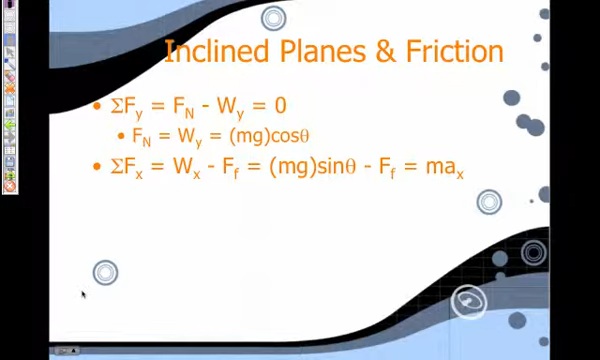 Inclined Planes & Friction
• ΣFy = FN - Wy = 0
• FN = Wy = (mg)cosθ
• ΣFx = Wx - Ff = (mg)sinθ - Ff = max